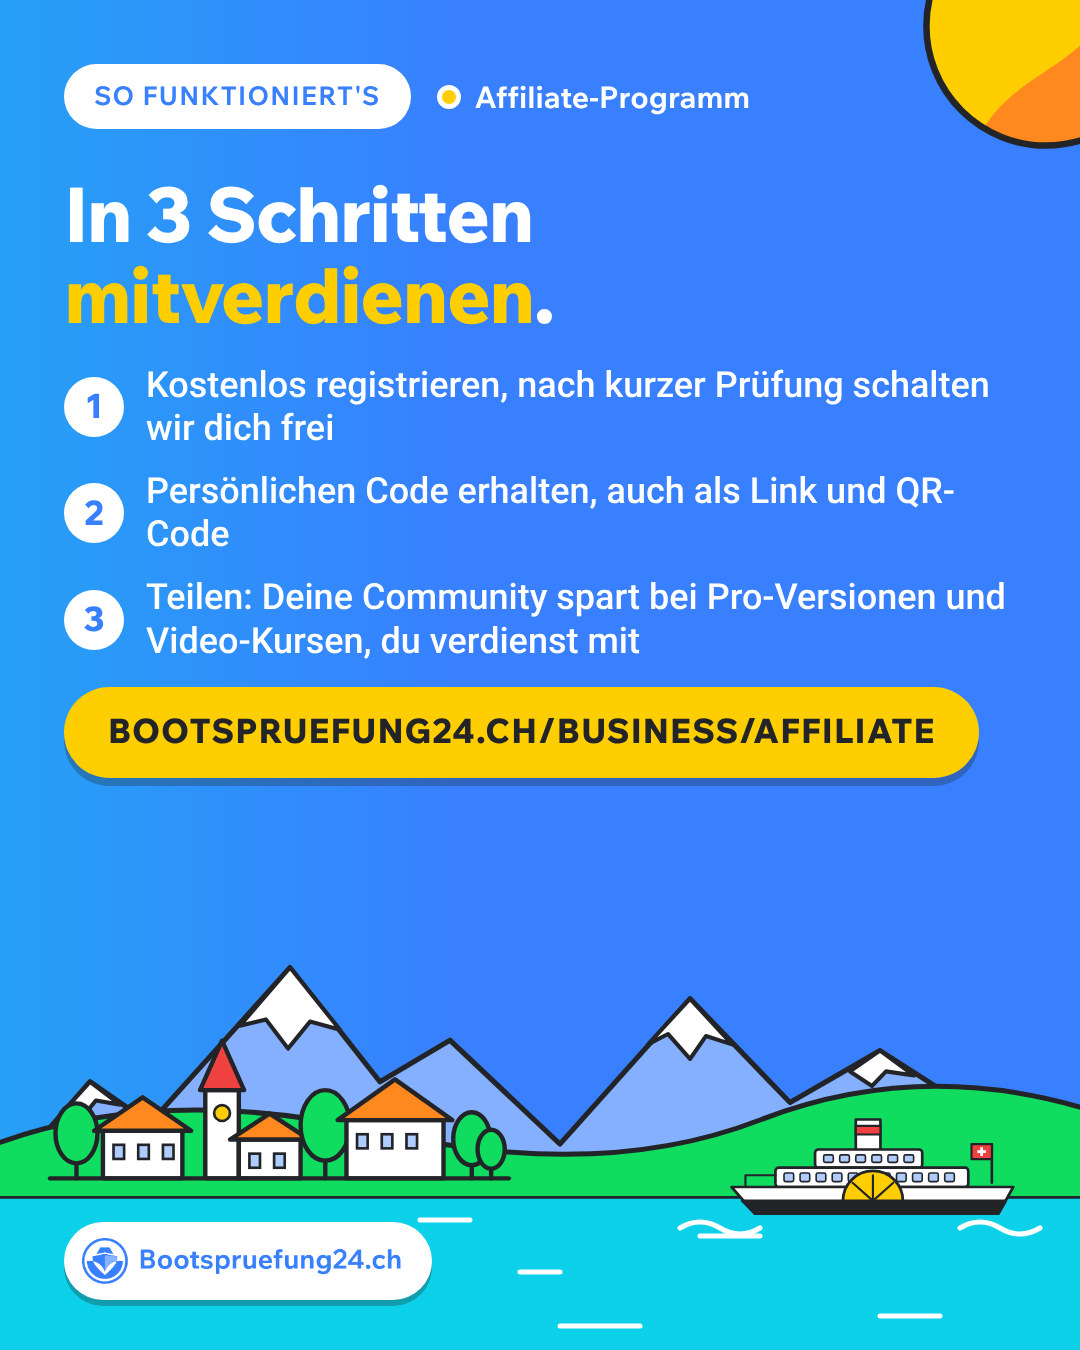 SO FUNKTIONIERT'S
Affiliate-Programm
In 3 Schritten
mitverdienen.
1
Kostenlos registrieren, nach kurzer Prüfung schalten
wir dich frei
2
Persönlichen Code erhalten, auch als Link und QR-
Code
3
Teilen: Deine Community spart bei Pro-Versionen und
Video-Kursen, du verdienst mit
BOOTSPRUEFUNG24.CH/BUSINESS/AFFILIATE
Bootspruefung24.ch